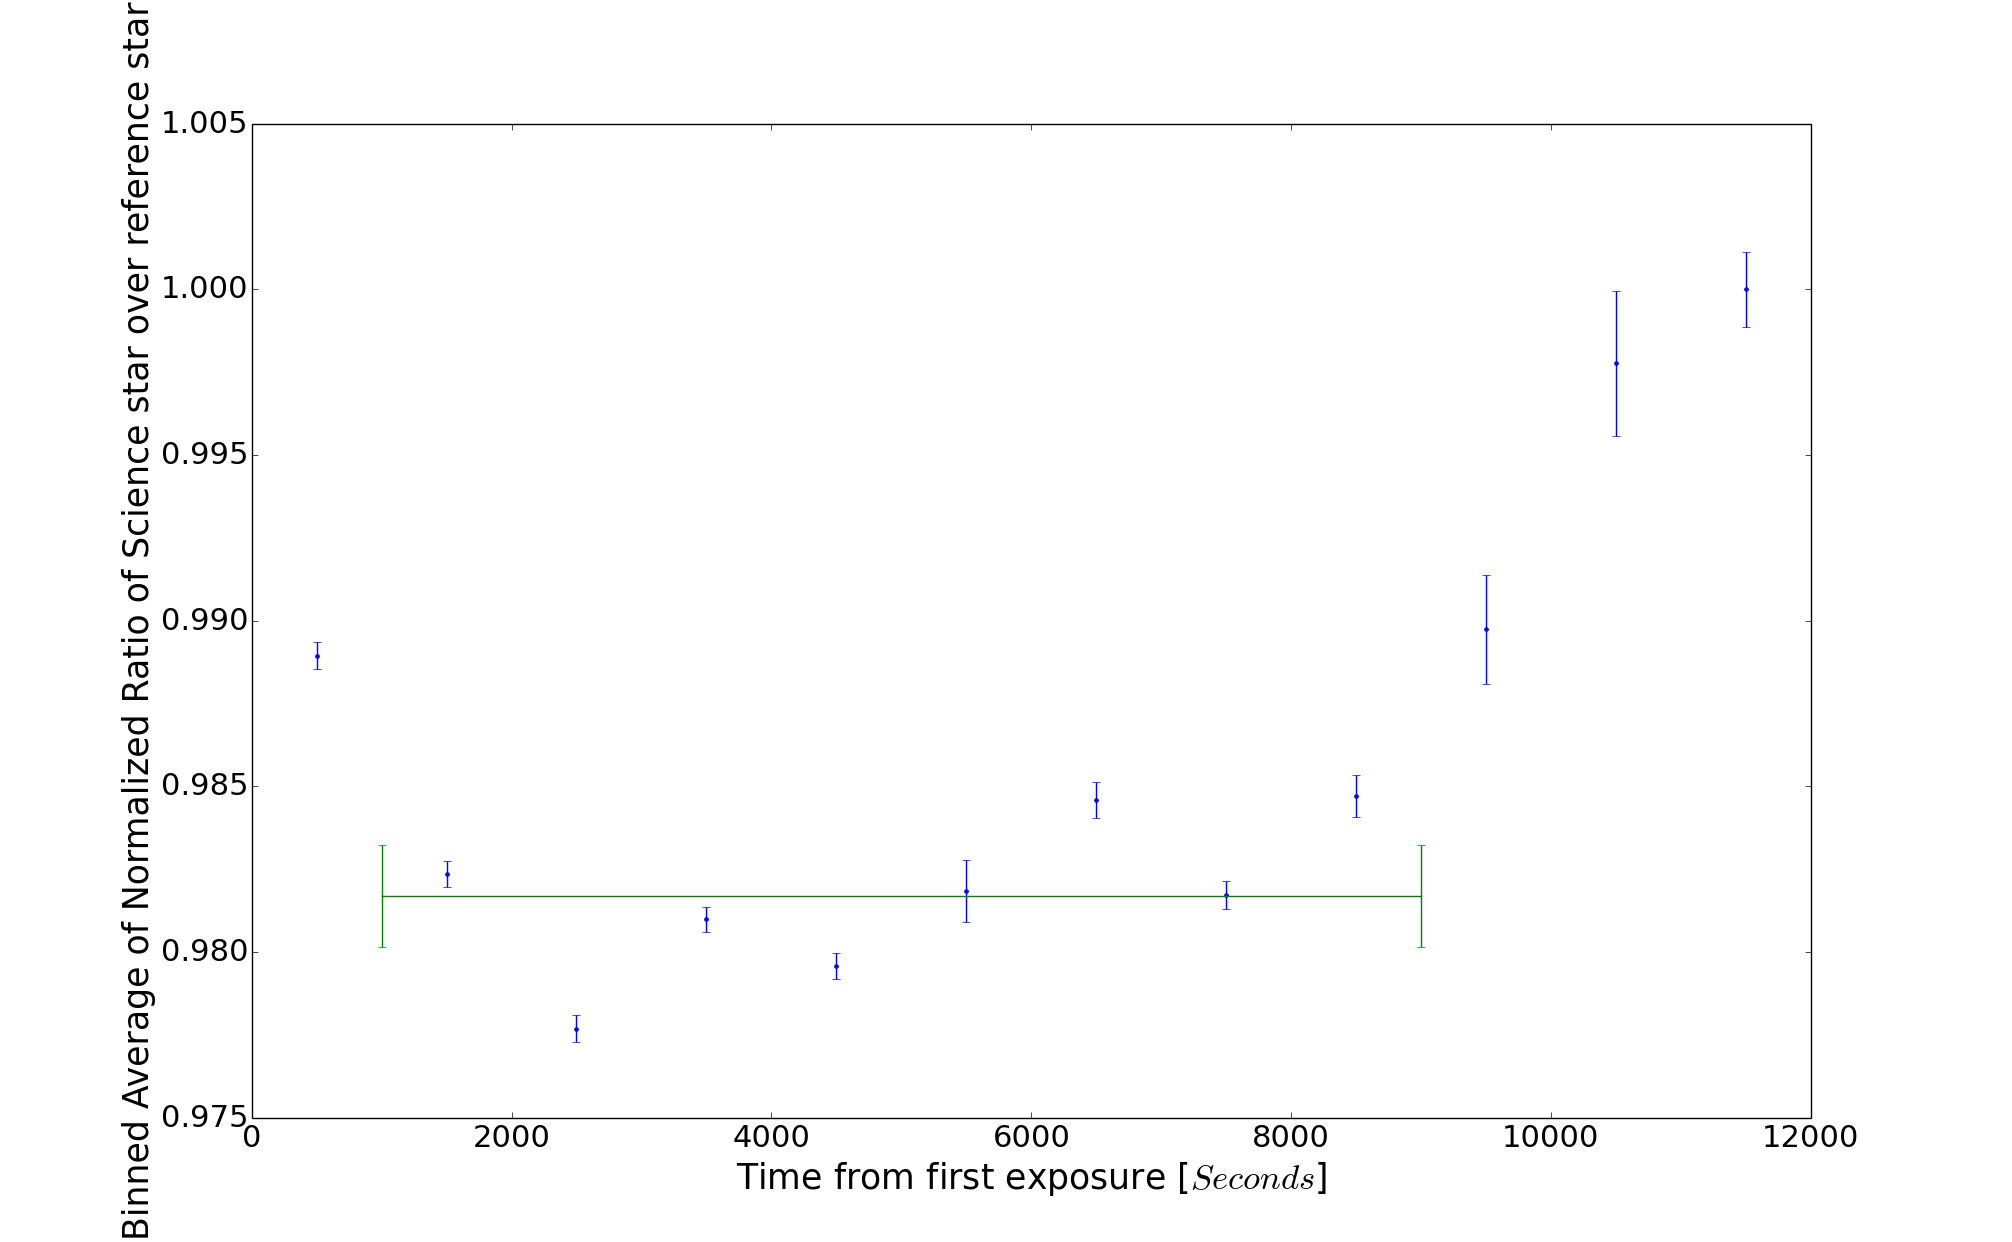 Binned Average of Normalized Ratio of Science star over reference star
1.005
1.000
0.995
0.990
0.985
0.980
0.975
0 2000 4000 6000 8000 10000 12000
Time from first exposure [Seconds]